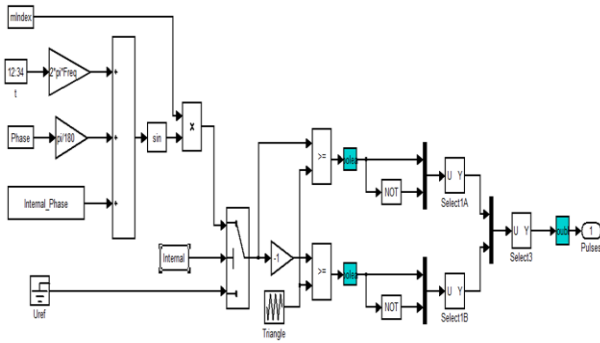 mIndex
12:34
t
2*pi*Freq
Phase
pi/180
Internal_Phase
+
+
+
sin
x
Internal
Uref
-1
Triangle
>=
>=
NOT
NOT
U Y
Select1A
U Y
Select1B
U Y
Select3
1
Pulses